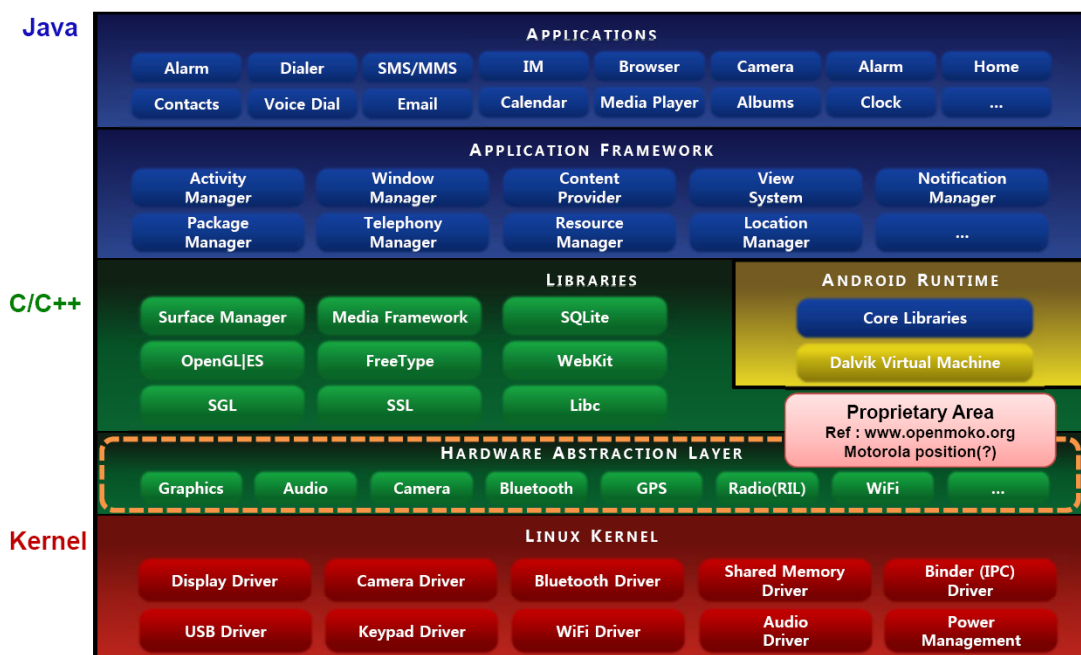 Java
APPLICATIONS
Alarm
Dialer
SMS/MMS
IM
Browser
Camera
Alarm
Home
Contacts
Voice Dial
Email
Calendar
Media Player
Albums
Clock
...
APPLICATION FRAMEWORK
Activity
Manager
Window
Manager
Content
Provider
View
System
Notification
Manager
Package
Manager
Telephony
Manager
Resource
Manager
Location
Manager
...
C/C++
LIBRARIES
Surface Manager
Media Framework
SQLite
OpenGL|ES
FreeType
WebKit
SGL
SSL
Libc
ANDROID RUNTIME
Core Libraries
Dalvik Virtual Machine
Proprietary Area
Ref : www.openmoko.org
Motorola position(?)
HARDWARE ABSTRACTION LAYER
Graphics
Audio
Camera
Bluetooth
GPS
Radio(RIL)
WiFi
...
Kernel
LINUX KERNEL
Display Driver
Camera Driver
Bluetooth Driver
Shared Memory
Driver
Binder (IPC)
Driver
USB Driver
Keypad Driver
WiFi Driver
Audio
Driver
Power
Management